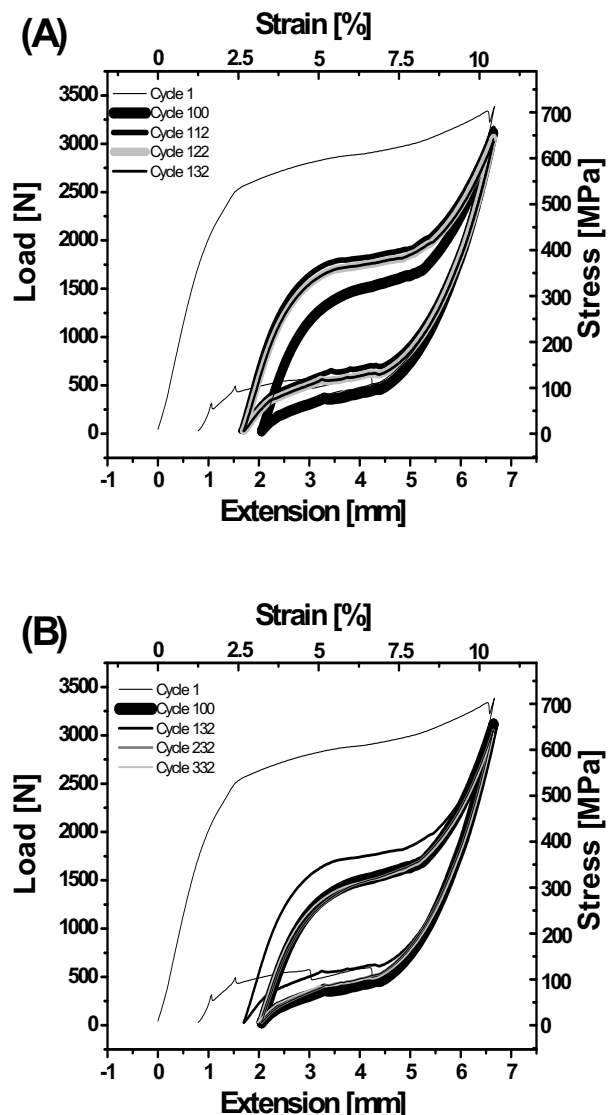 (A)
Strain [%]
0 2.5 5 7.5 10
Cycle 1
Cycle 100
Cycle 112
Cycle 122
Cycle 132
Load [N]
3500
3000
2500
2000
1500
1000
500
0
Stress [MPa]
700
600
500
400
300
200
100
0
-1 0 1 2 3 4 5 6 7
Extension [mm]
(B)
Strain [%]
0 2.5 5 7.5 10
Cycle 1
Cycle 100
Cycle 132
Cycle 232
Cycle 332
Load [N]
3500
3000
2500
2000
1500
1000
500
0
Stress [MPa]
700
600
500
400
300
200
100
0
-1 0 1 2 3 4 5 6 7
Extension [mm]